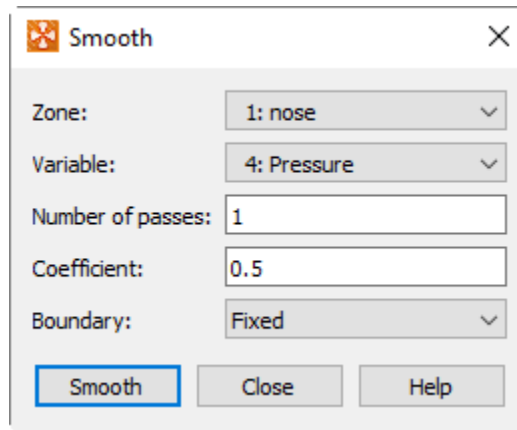 Smooth
Zone: 1: nose
Variable: 4: Pressure
Number of passes: 1
Coefficient: 0.5
Boundary: Fixed
Smooth Close Help